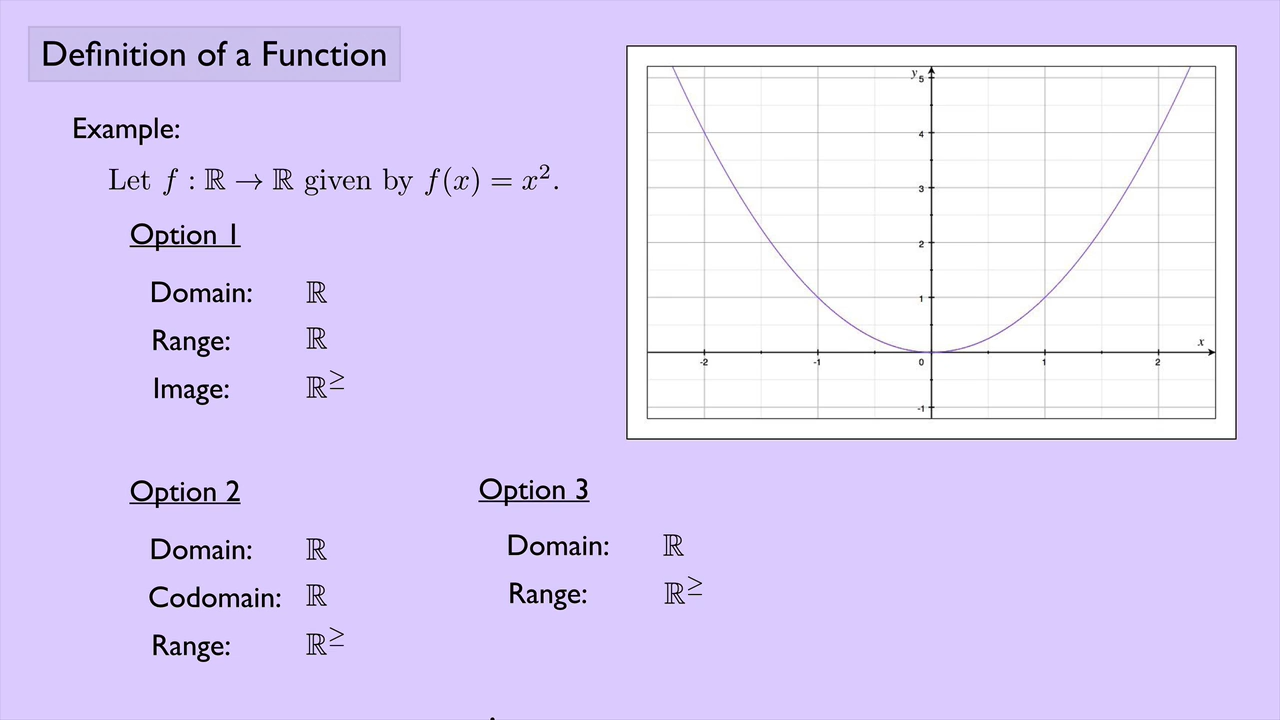 Definition of a Function
Example:
Let f : ℝ → ℝ given by f(x) = x².
Option 1
Domain: ℝ
Range: ℝ
Image: ℝ^≥
Option 2
Domain: ℝ
Codomain: ℝ
Range: ℝ^≥
Option 3
Domain: ℝ
Range: ℝ^≥
y
5
4
3
2
1
-1
-2
-1
0
1
2
x